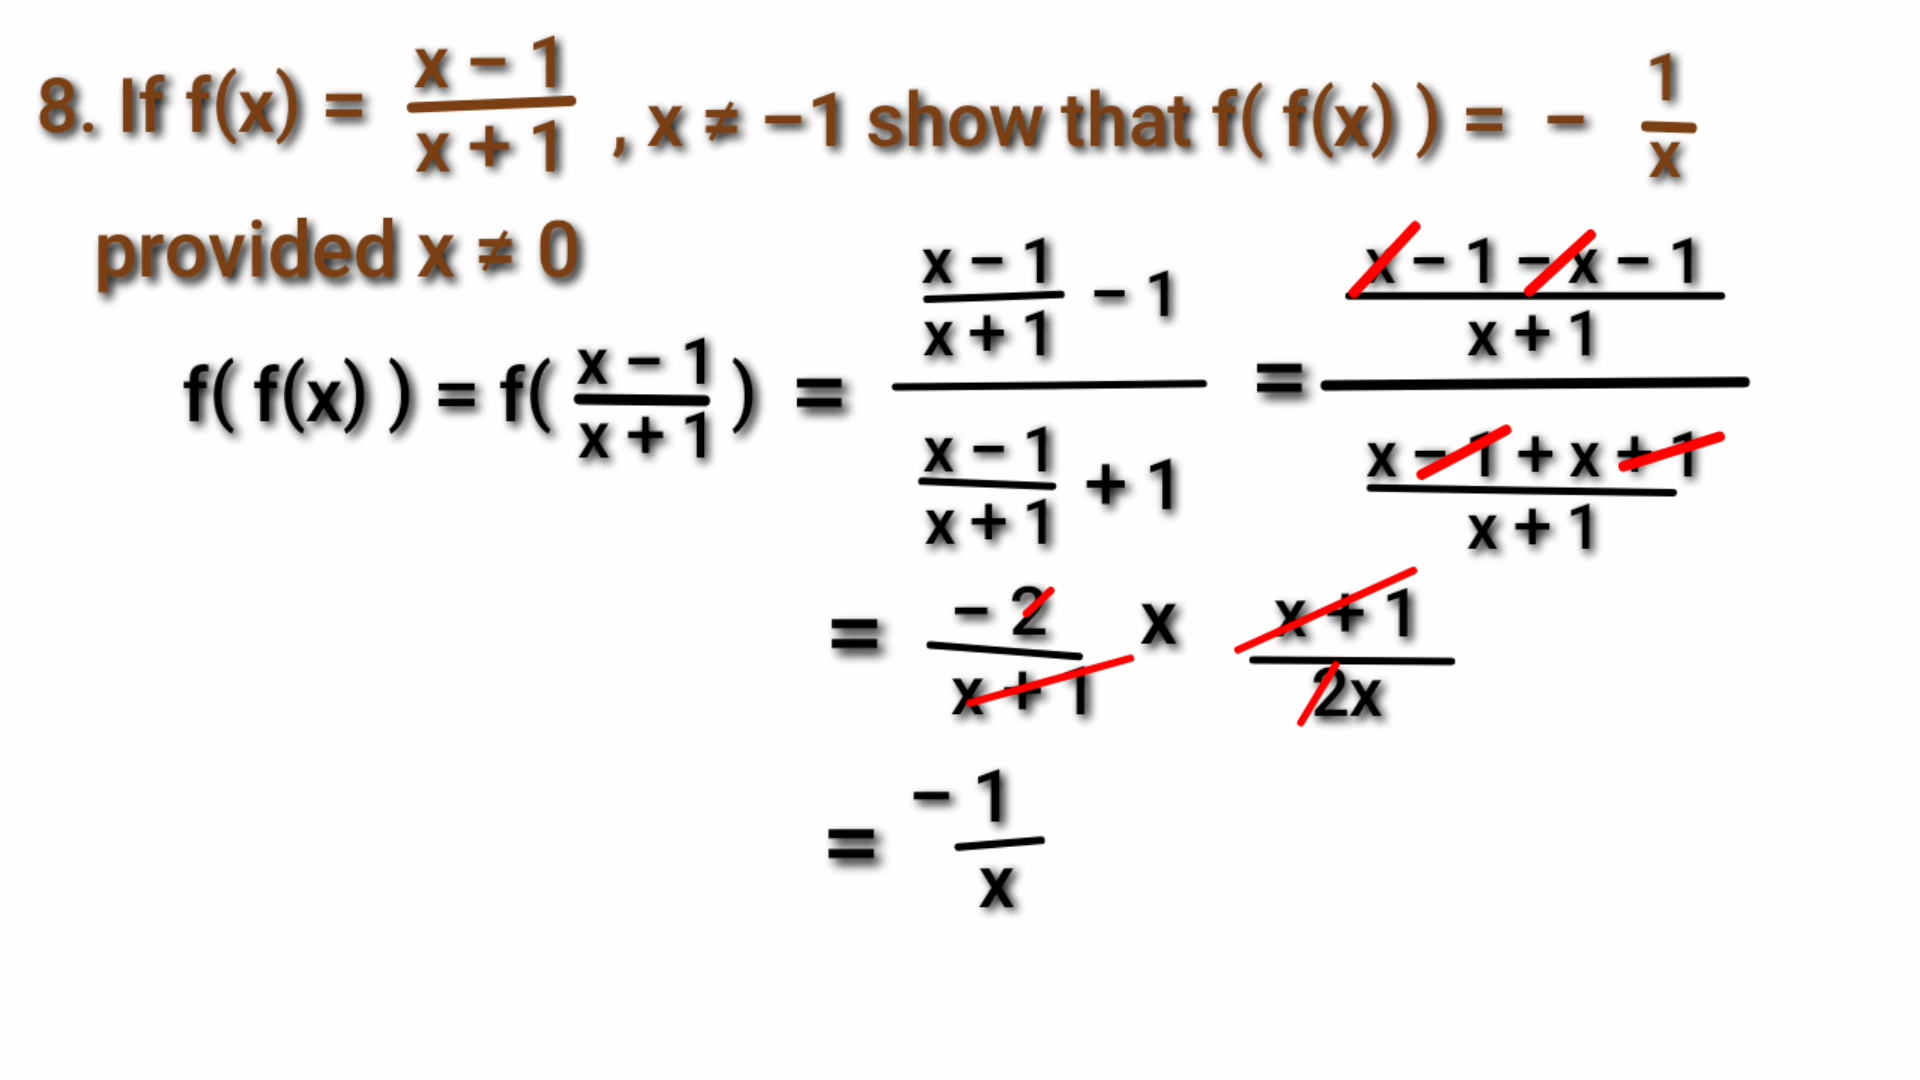 8. If f(x) = (x – 1)/(x + 1) , x ≠ –1 show that f( f(x) ) = – 1/x
provided x ≠ 0
f( f(x) ) = f( (x – 1)/(x + 1) ) = ((x – 1)/(x + 1) – 1)/((x – 1)/(x + 1) + 1) = ((x – 1 – x – 1)/(x + 1))/((x – 1 + x + 1)/(x + 1))
= (– 2)/(x + 1) x (x + 1)/(2x)
= – 1/x